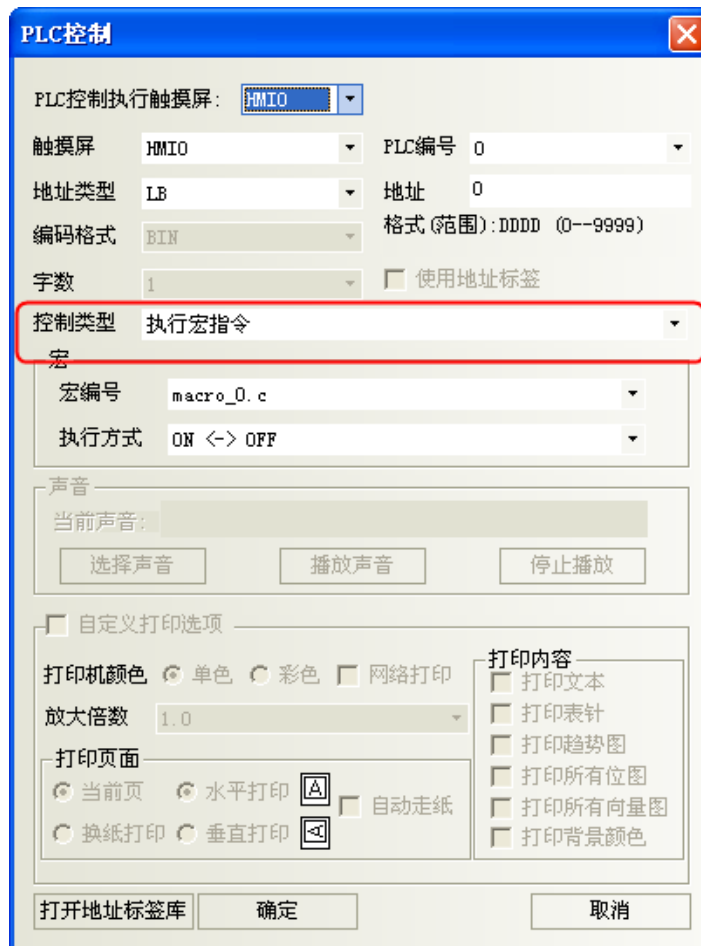 PLC控制
PLC控制执行触摸屏: HMI0
触摸屏 HMI0 PLC编号 0
地址类型 LB 地址 0
编码格式 BIN 格式(范围):DDDD (0--9999)
字数 1 使用地址标签
控制类型 执行宏指令
宏
宏编号 macro_0.c
执行方式 ON <-> OFF
声音
当前声音:
选择声音 播放声音 停止播放
自定义打印选项
打印机颜色 单色 彩色 网络打印
放大倍数 1.0
打印页面
当前页 水平打印 A 自动走纸
换纸打印 垂直打印 A
打印内容
打印文本
打印表针
打印趋势图
打印所有位图
打印所有向量图
打印背景颜色
打开地址标签库 确定 取消